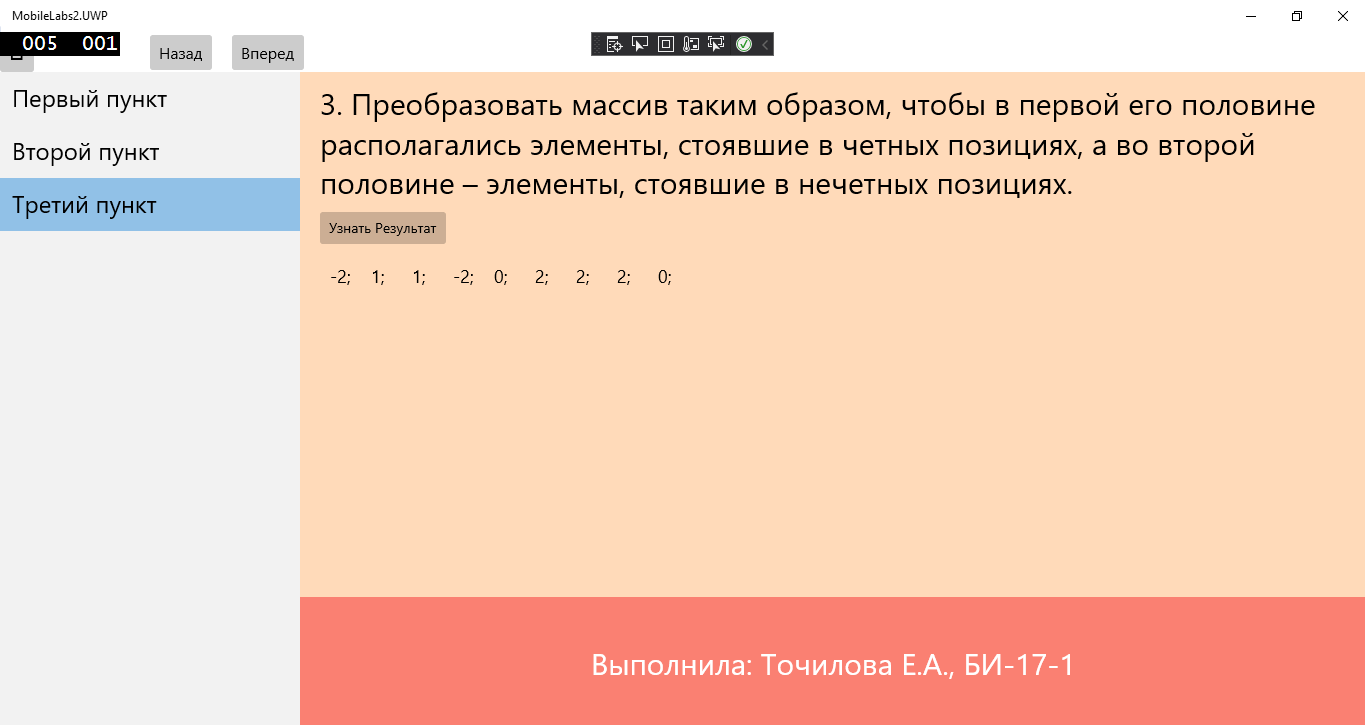 MobileLabs2.UWP
005 001
Назад Вперед
Первый пункт
Второй пункт
Третий пункт
3. Преобразовать массив таким образом, чтобы в первой его половине
располагались элементы, стоявшие в четных позициях, а во второй
половине – элементы, стоявшие в нечетных позициях.
Узнать Результат
-2; 1; 1; -2; 0; 2; 2; 2; 0;
Выполнила: Точилова Е.А., БИ-17-1